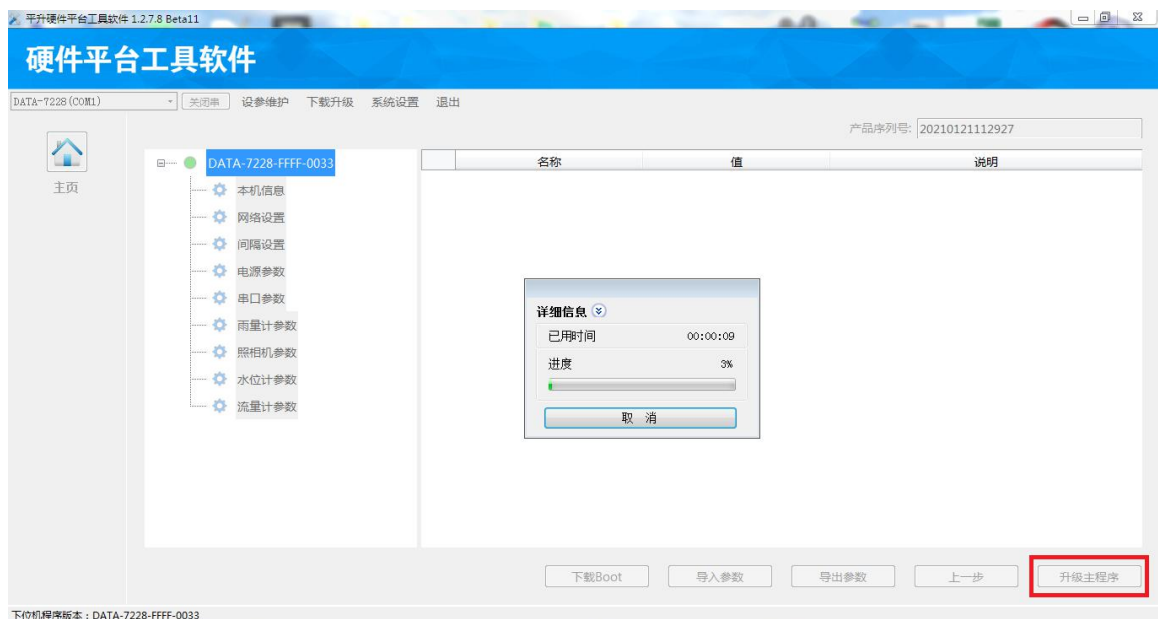 平升硬件平台工具软件 1.2.7.8 Beta11
硬件平台工具软件
DATA-7228(COM1) 关闭串 设参维护 下载升级 系统设置 退出
产品序列号: 20210121112927
主页
DATA-7228-FFFF-0033
本机信息
网络设置
间隔设置
电源参数
串口参数
雨量计参数
照相机参数
水位计参数
流量计参数
名称 值 说明
详细信息
已用时间 00:00:09
进度 3%
取 消
下载Boot 导入参数 导出参数 上一步 升级主程序
下位机程序版本：DATA-7228-FFFF-0033